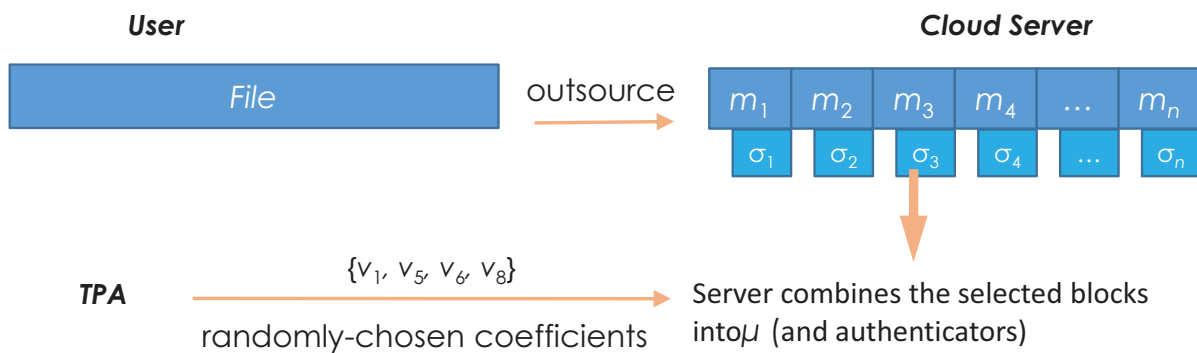 User
Cloud Server
File
outsource
m₁ m₂ m₃ m₄ ... mₙ
σ₁ σ₂ σ₃ σ₄ ... σₙ
{v₁, v₅, v₆, v₈}
TPA
randomly-chosen coefficients
Server combines the selected blocks
intoμ (and authenticators)